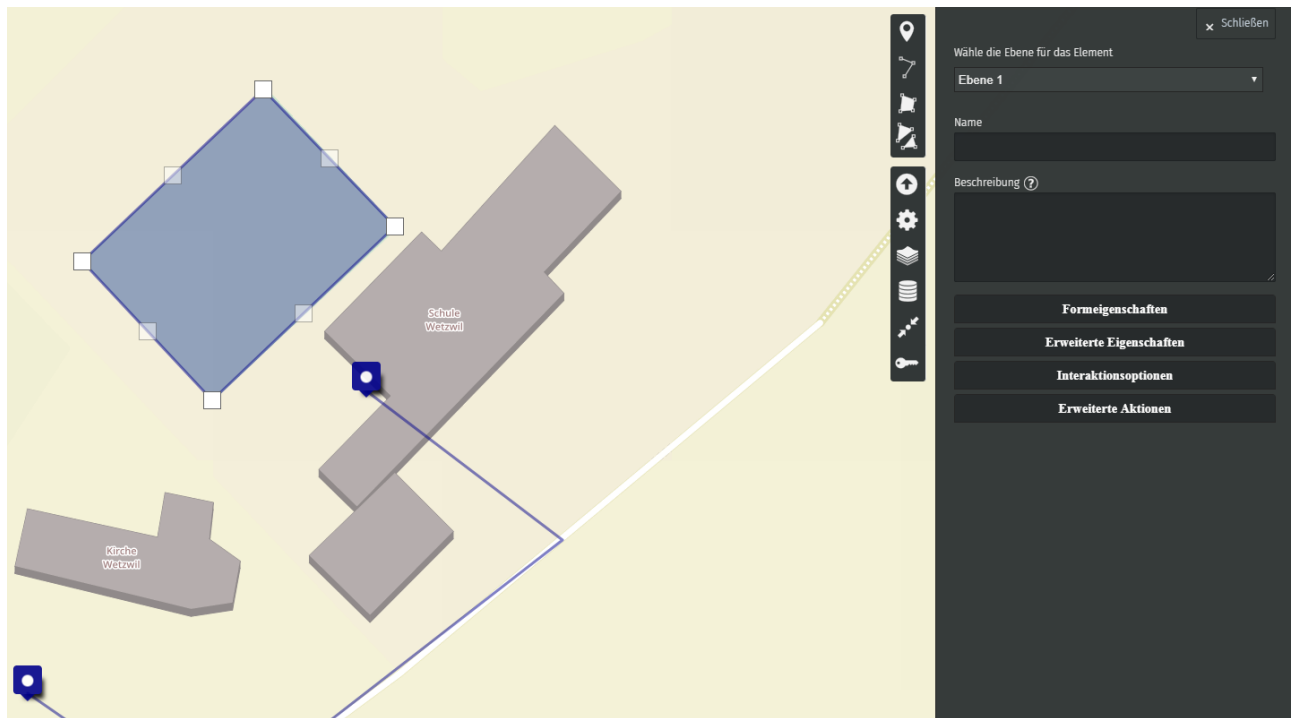 × Schließen
Wähle die Ebene für das Element
Ebene 1
Name
Beschreibung ?
Formeigenschaften
Erweiterte Eigenschaften
Interaktionsoptionen
Erweiterte Aktionen
Schule
Wetzwil
Kirche
Wetzwil